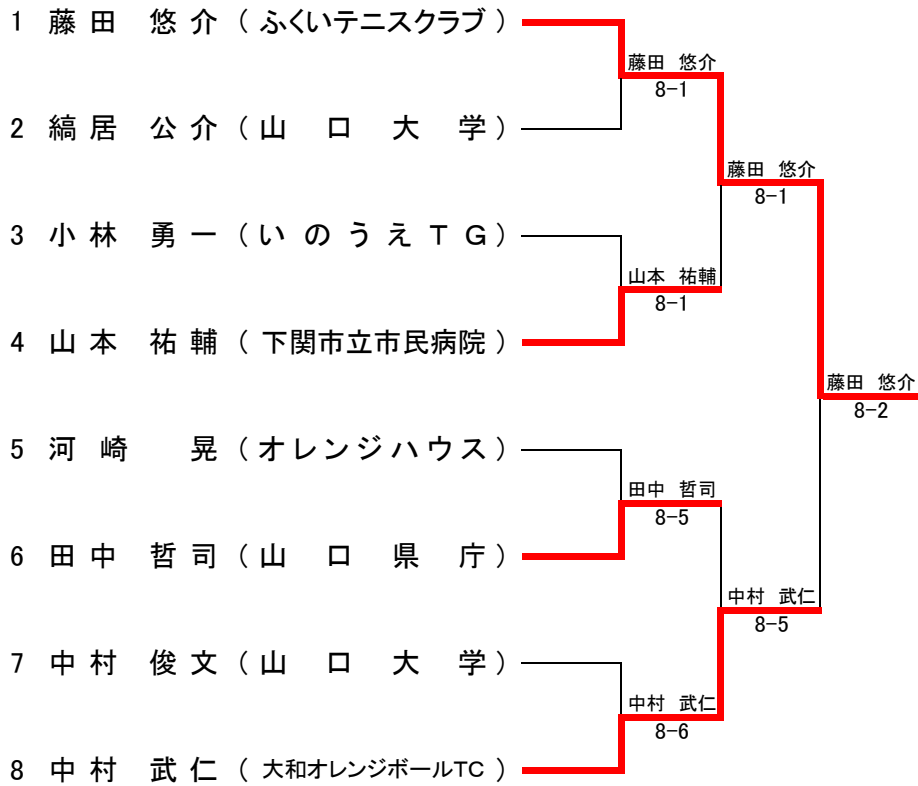 1 藤田 悠介 ( ふくいテニスクラブ )
藤田 悠介
8-1
2 縞居 公介 ( 山口大学 )
藤田 悠介
8-1
3 小林 勇一 ( いのうえTG )
山本 祐輔
8-1
4 山本 祐輔 ( 下関市立市民病院 )
藤田 悠介
8-2
5 河崎 晃 ( オレンジハウス )
田中 哲司
8-5
6 田中 哲司 ( 山口県庁 )
中村 武仁
8-5
7 中村 俊文 ( 山口大学 )
中村 武仁
8-6
8 中村 武仁 ( 大和オレンジボールTC )